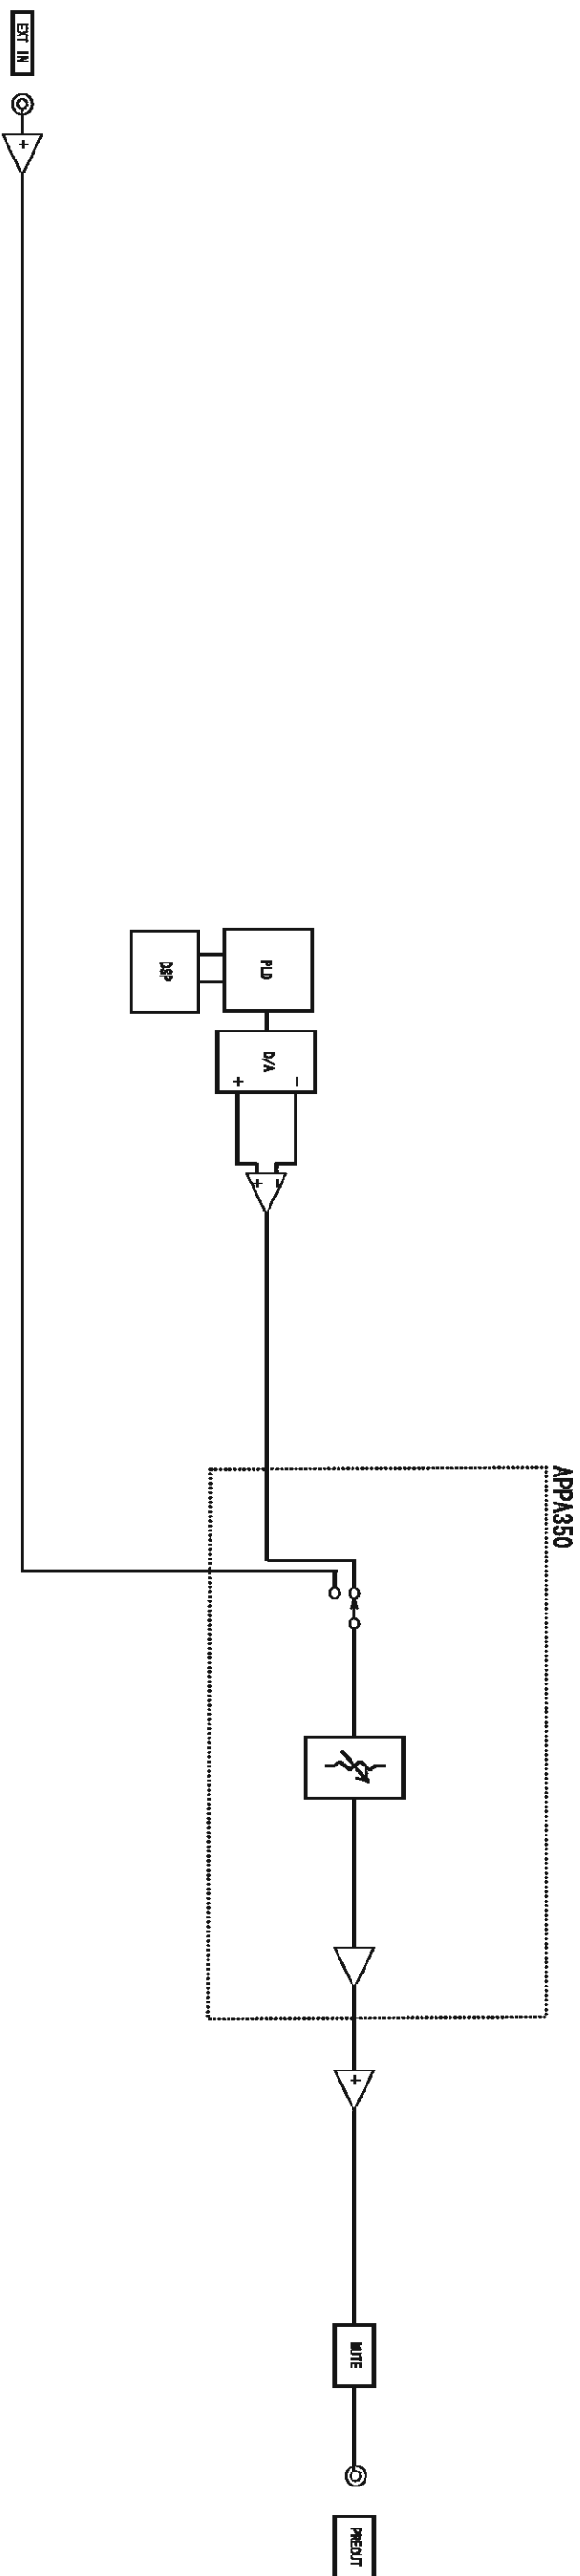 EXT IN
+
DSP
PLD
D/A
+ -
+ -
APPA350
+
MUTE
PREOUT